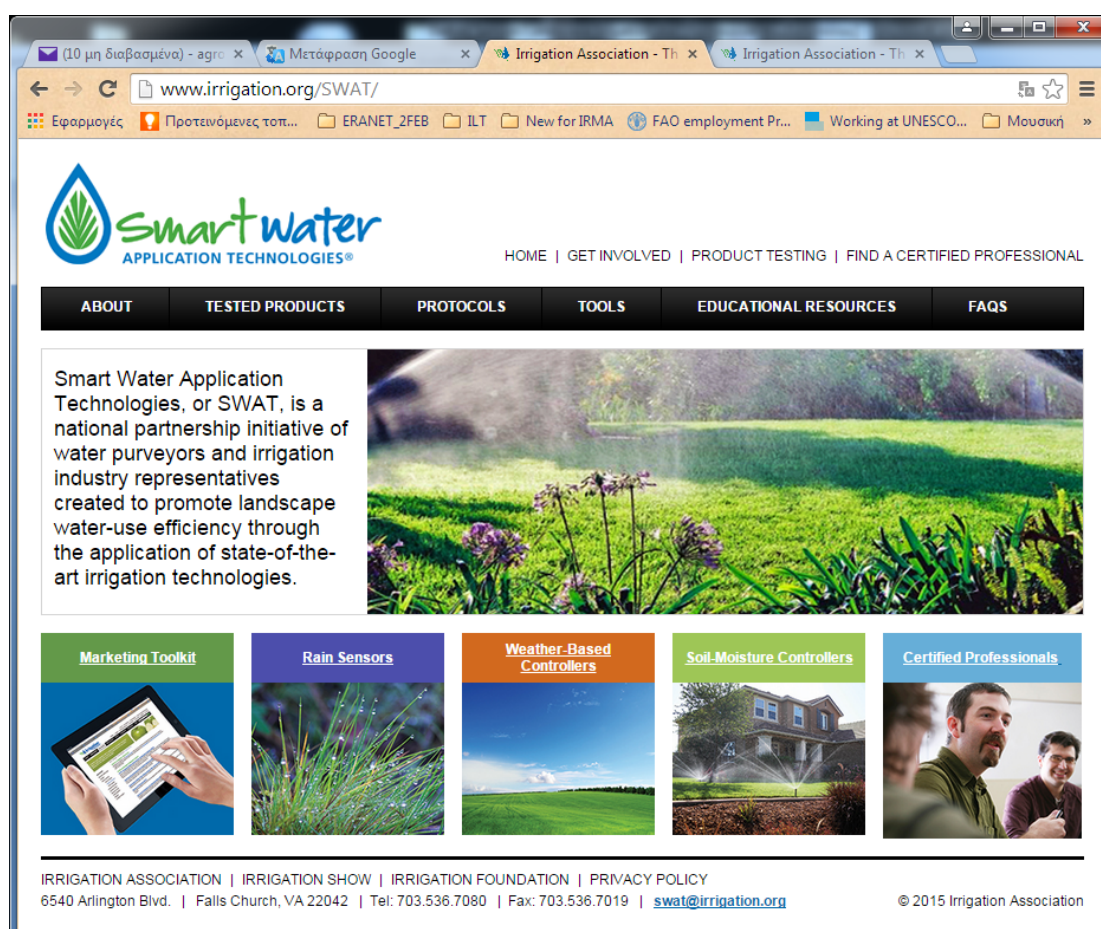 (10 μη διαβασμένα) - agro
Μετάφραση Google
Irrigation Association - Th
Irrigation Association - Th
www.irrigation.org/SWAT/
Εφαρμογές
Προτεινόμενες τοπ...
ERANET_2FEB
ILT
New for IRMA
FAO employment Pr...
Working at UNESCO...
Μουσική
»
Smart water
APPLICATION TECHNOLOGIES®
HOME | GET INVOLVED | PRODUCT TESTING | FIND A CERTIFIED PROFESSIONAL
ABOUT TESTED PRODUCTS PROTOCOLS TOOLS EDUCATIONAL RESOURCES FAQS
Smart Water Application
Technologies, or SWAT, is a
national partnership initiative of
water purveyors and irrigation
industry representatives
created to promote landscape
water-use efficiency through
the application of state-of-the-
art irrigation technologies.
Marketing Toolkit
Rain Sensors
Weather-Based
Controllers
Soil-Moisture Controllers
Certified Professionals
IRRIGATION ASSOCIATION | IRRIGATION SHOW | IRRIGATION FOUNDATION | PRIVACY POLICY
6540 Arlington Blvd. | Falls Church, VA 22042 | Tel: 703.536.7080 | Fax: 703.536.7019 | swat@irrigation.org © 2015 Irrigation Association